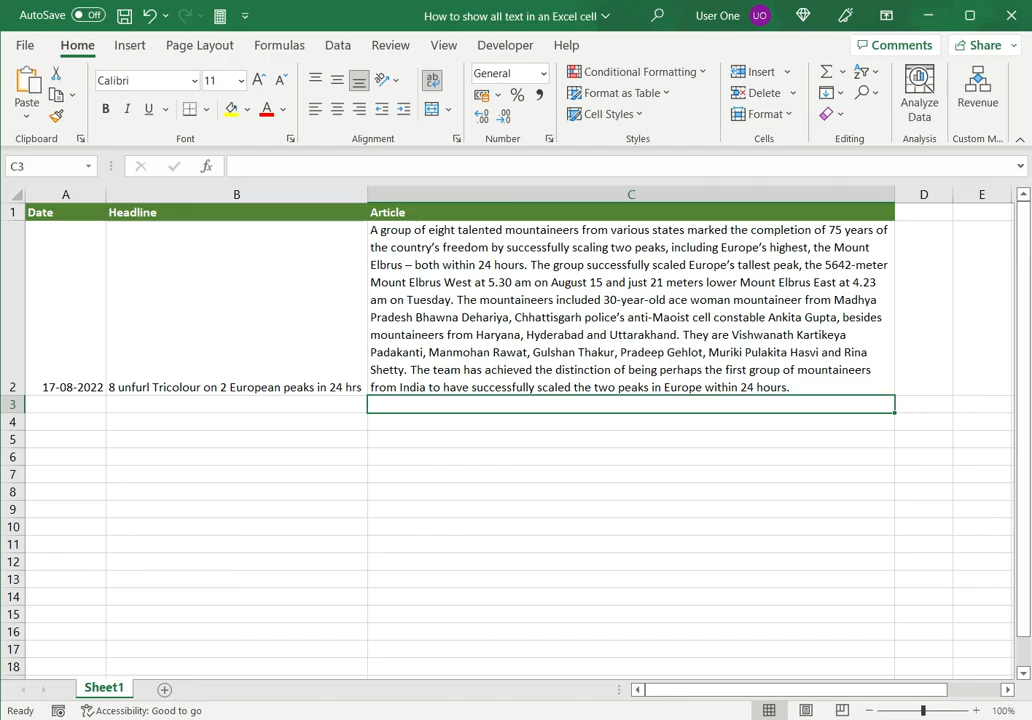 AutoSave Off How to show all text in an Excel cell User One UO
File Home Insert Page Layout Formulas Data Review View Developer Help Comments Share
Paste Calibri 11 General Conditional Formatting Insert Analyze Data Revenue
B I U A % Format as Table Delete
Cell Styles Format
Clipboard Font Alignment Number Styles Cells Editing Analysis Custom M...
C3 fx
A B C D E
1 Date Headline Article
A group of eight talented mountaineers from various states marked the completion of 75 years of
the country's freedom by successfully scaling two peaks, including Europe's highest, the Mount
Elbrus – both within 24 hours. The group successfully scaled Europe's tallest peak, the 5642-meter
Mount Elbrus West at 5.30 am on August 15 and just 21 meters lower Mount Elbrus East at 4.23
am on Tuesday. The mountaineers included 30-year-old ace woman mountaineer from Madhya
Pradesh Bhawna Dehariya, Chhattisgarh police's anti-Maoist cell constable Ankita Gupta, besides
mountaineers from Haryana, Hyderabad and Uttarakhand. They are Vishwanath Kartikeya
Padakanti, Manmohan Rawat, Gulshan Thakur, Pradeep Gehlot, Muriki Pulakita Hasvi and Rina
Shetty. The team has achieved the distinction of being perhaps the first group of mountaineers
2 17-08-2022 8 unfurl Tricolour on 2 European peaks in 24 hrs from India to have successfully scaled the two peaks in Europe within 24 hours.
3
4
5
6
7
8
9
10
11
12
13
14
15
16
17
18
Sheet1
Ready Accessibility: Good to go 100%